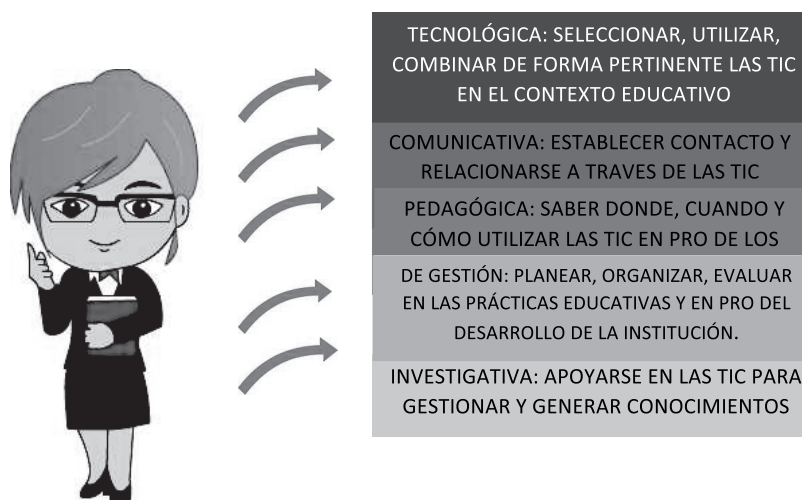 TECNOLÓGICA: SELECCIONAR, UTILIZAR,
COMBINAR DE FORMA PERTINENTE LAS TIC
EN EL CONTEXTO EDUCATIVO
COMUNICATIVA: ESTABLECER CONTACTO Y
RELACIONARSE A TRAVES DE LAS TIC
PEDAGÓGICA: SABER DONDE, CUANDO Y
CÓMO UTILIZAR LAS TIC EN PRO DE LOS
DE GESTIÓN: PLANEAR, ORGANIZAR, EVALUAR
EN LAS PRÁCTICAS EDUCATIVAS Y EN PRO DEL
DESARROLLO DE LA INSTITUCIÓN.
INVESTIGATIVA: APOYARSE EN LAS TIC PARA
GESTIONAR Y GENERAR CONOCIMIENTOS